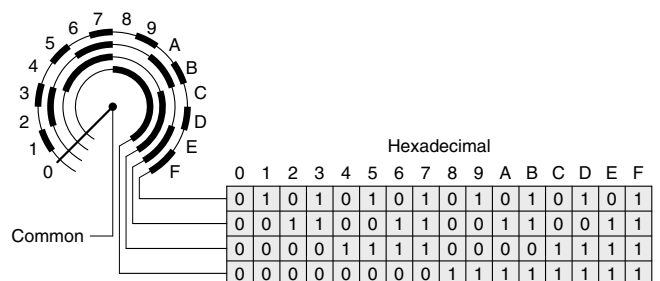 7 8
6 9
5 A
4 B
3 C
2 D
1 E
0 F
Hexadecimal
0 1 2 3 4 5 6 7 8 9 A B C D E F
0 1 0 1 0 1 0 1 0 1 0 1 0 1 0 1
0 0 1 1 0 0 1 1 0 0 1 1 0 0 1 1
Common
0 0 0 0 1 1 1 1 0 0 0 0 1 1 1 1
0 0 0 0 0 0 0 0 1 1 1 1 1 1 1 1